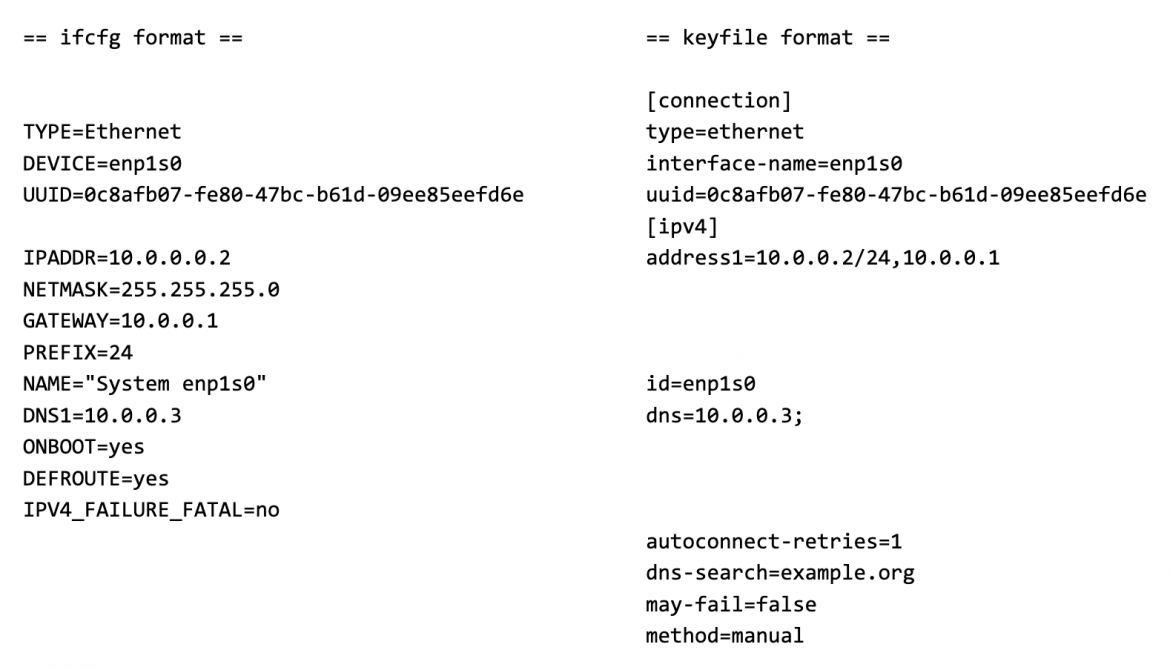 == ifcfg format ==
TYPE=Ethernet
DEVICE=enp1s0
UUID=0c8afb07-fe80-47bc-b61d-09ee85eefd6e
IPADDR=10.0.0.0.2
NETMASK=255.255.255.0
GATEWAY=10.0.0.1
PREFIX=24
NAME="System enp1s0"
DNS1=10.0.0.3
ONBOOT=yes
DEFROUTE=yes
IPV4_FAILURE_FATAL=no
== keyfile format ==
[connection]
type=ethernet
interface-name=enp1s0
uuid=0c8afb07-fe80-47bc-b61d-09ee85eefd6e
[ipv4]
address1=10.0.0.2/24,10.0.0.1
id=enp1s0
dns=10.0.0.3;
autoconnect-retries=1
dns-search=example.org
may-fail=false
method=manual